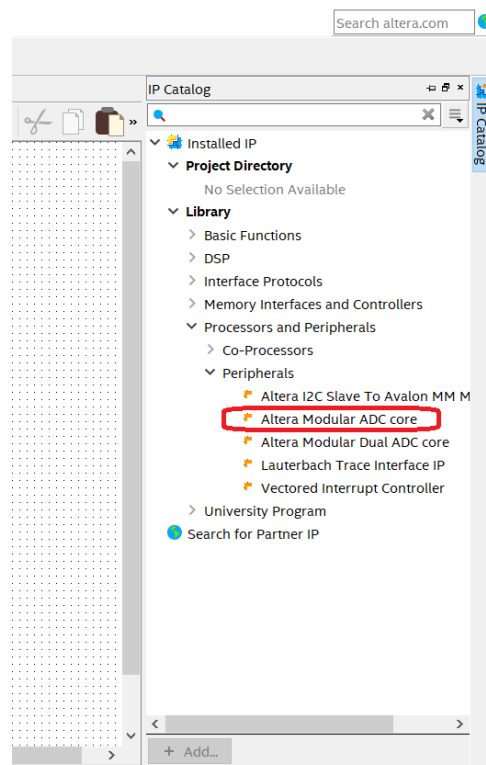 Search altera.com
IP Catalog
Installed IP
Project Directory
No Selection Available
Library
Basic Functions
DSP
Interface Protocols
Memory Interfaces and Controllers
Processors and Peripherals
Co-Processors
Peripherals
Altera I2C Slave To Avalon MM M
Altera Modular ADC core
Altera Modular Dual ADC core
Lauterbach Trace Interface IP
Vectored Interrupt Controller
University Program
Search for Partner IP
+ Add...
IP Catalog